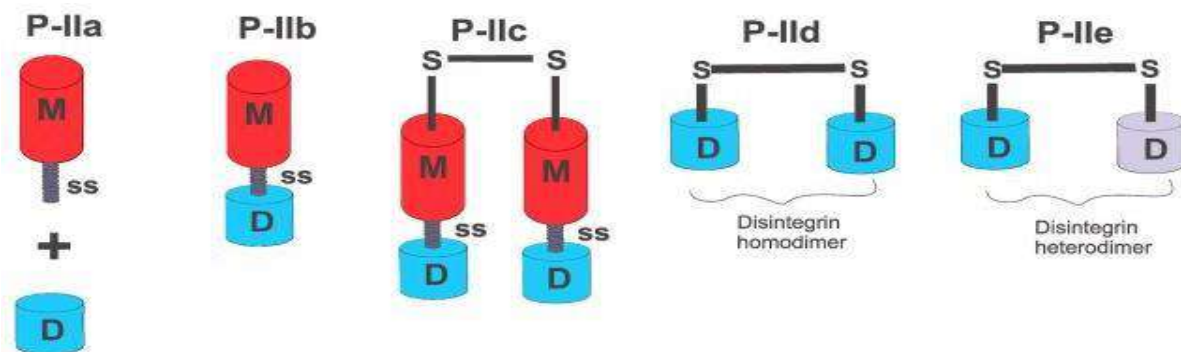 P-IIa
P-IIb
P-IIc
P-IId
P-IIe
M
ss
+
D
M
ss
D
S S
M M
ss ss
D D
S S
D D
Disintegrin
homodimer
S S
D D
Disintegrin
heterodimer